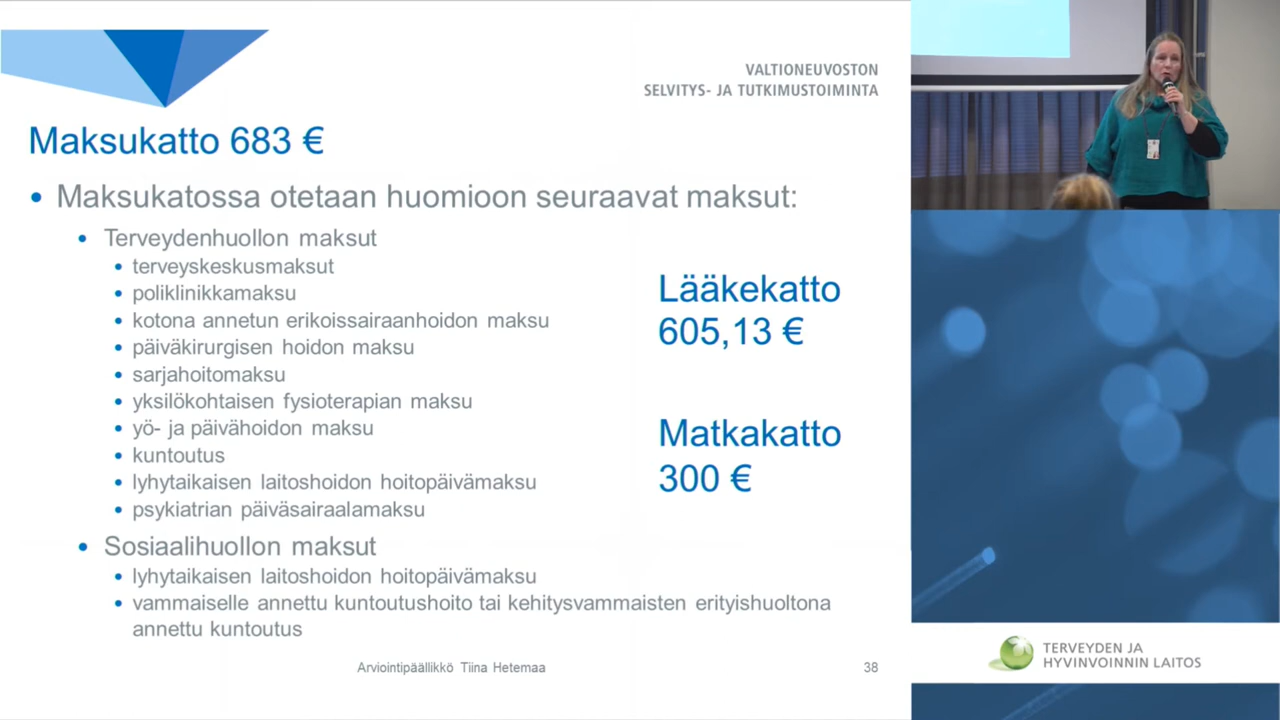 VALTIONEUVOSTON
SELVITYS- JA TUTKIMUSTOIMINTA
Maksukatto 683 €
• Maksukatossa otetaan huomioon seuraavat maksut:
• Terveydenhuollon maksut
• terveyskeskusmaksut
• poliklinikkamaksu
• kotona annetun erikoissairaanhoidon maksu
• päiväkirurgisen hoidon maksu
• sarjahoitomaksu
• yksilökohtaisen fysioterapian maksu
• yö- ja päivähoidon maksu
• kuntoutus
• lyhytaikaisen laitoshoidon hoitopäivämaksu
• psykiatrian päiväsairaalamaksu
• Sosiaalihuollon maksut
• lyhytaikaisen laitoshoidon hoitopäivämaksu
• vammaiselle annettu kuntoutushoito tai kehitysvammaisten erityishuoltona
annettu kuntoutus
Lääkekatto
605,13 €
Matkakatto
300 €
Arviointipäällikkö Tiina Hetemaa
38
TERVEYDEN JA
HYVINVOINNIN LAITOS